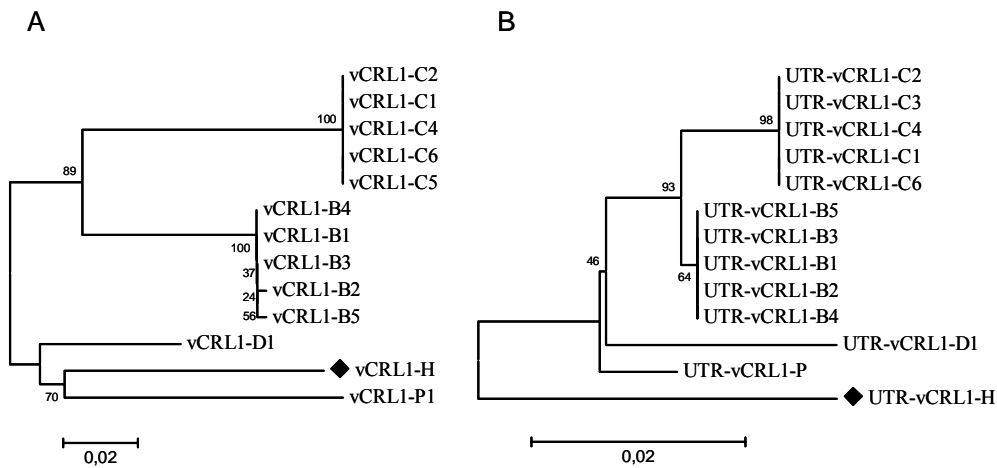 A
vCRL1-C2
vCRL1-C1
100
vCRL1-C4
vCRL1-C6
vCRL1-C5
89
vCRL1-B4
vCRL1-B1
100
vCRL1-B3
37
vCRL1-B2
24
vCRL1-B5
56
vCRL1-D1
vCRL1-H
vCRL1-P1
70
0,02
B
UTR-vCRL1-C2
UTR-vCRL1-C3
98
UTR-vCRL1-C4
UTR-vCRL1-C1
UTR-vCRL1-C6
93
UTR-vCRL1-B5
UTR-vCRL1-B3
46
UTR-vCRL1-B1
64
UTR-vCRL1-B2
UTR-vCRL1-B4
UTR-vCRL1-D1
UTR-vCRL1-P
UTR-vCRL1-H
0,02